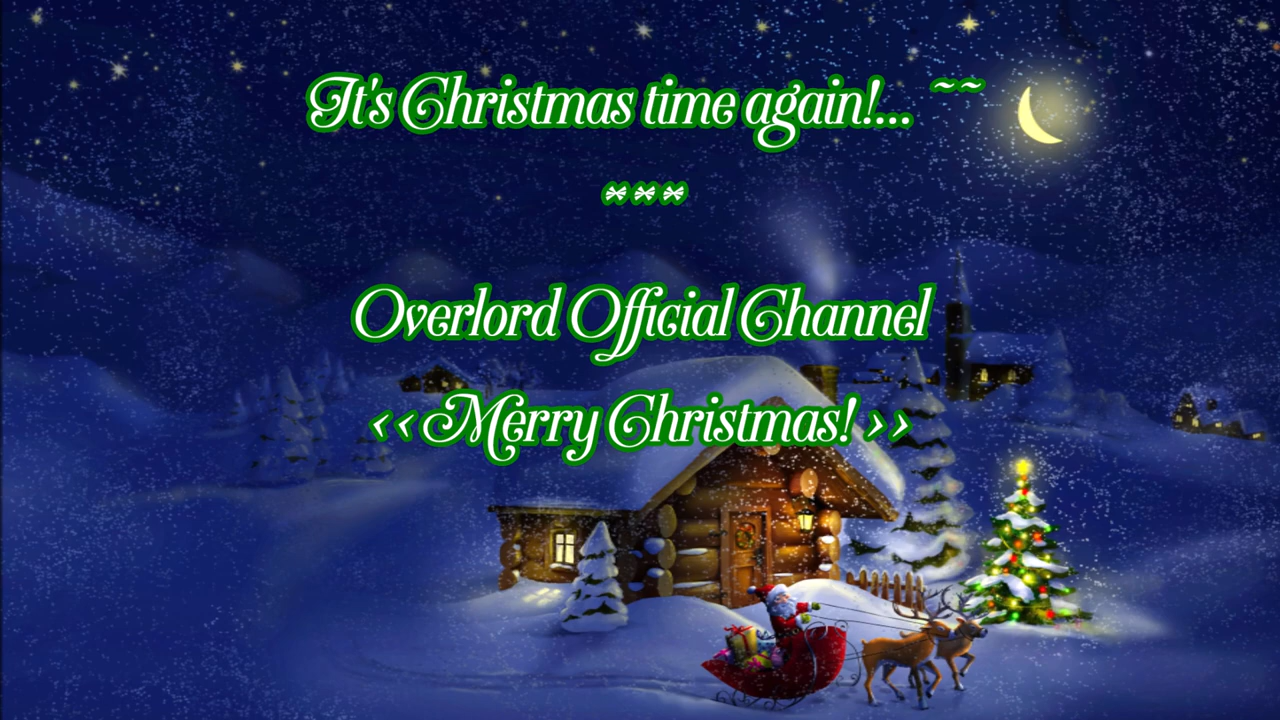 It's Christmas time again!... ~~
***
Overlord Official Channel
<< Merry Christmas! >>